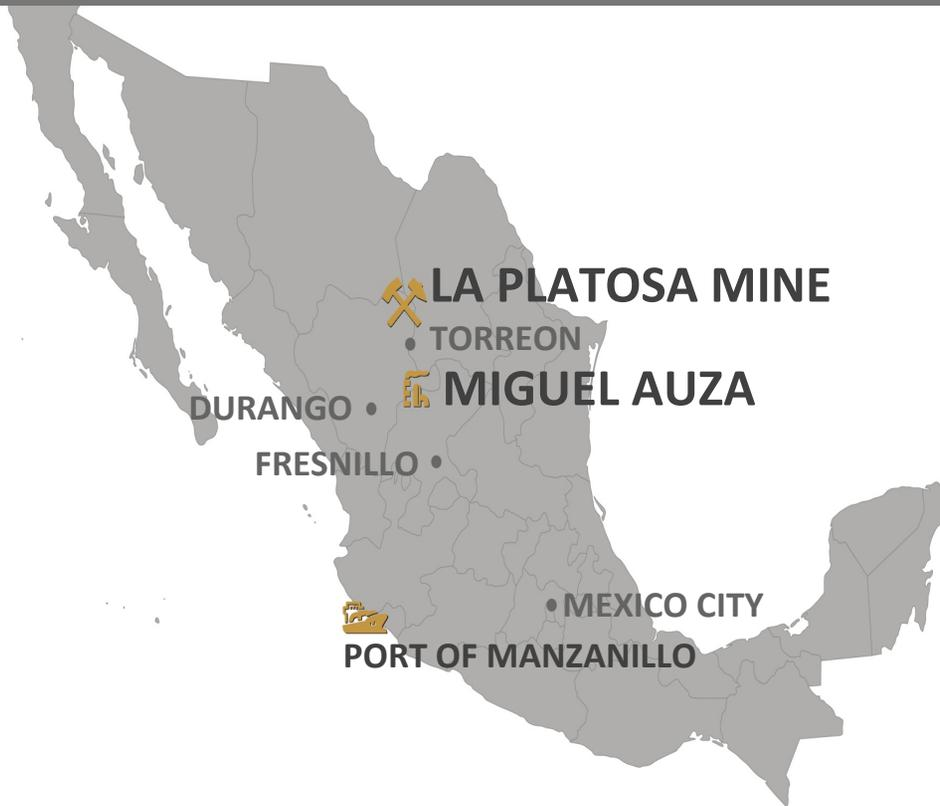 LA PLATOSA MINE
TORREON
MIGUEL AUZA
DURANGO
FRESNILLO
MEXICO CITY
PORT OF MANZANILLO